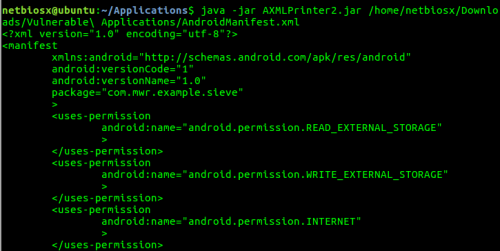 netbiosx@ubuntu:~/Applications$ java -jar AXMLPrinter2.jar /home/netbiosx/Downlo
ads/Vulnerable\ Applications/AndroidManifest.xml
<?xml version="1.0" encoding="utf-8"?>
<manifest
xmlns:android="http://schemas.android.com/apk/res/android"
android:versionCode="1"
android:versionName="1.0"
package="com.mwr.example.sieve"
>
<uses-permission
android:name="android.permission.READ_EXTERNAL_STORAGE"
>
</uses-permission>
<uses-permission
android:name="android.permission.WRITE_EXTERNAL_STORAGE"
>
</uses-permission>
<uses-permission
android:name="android.permission.INTERNET"
>
</uses-permission>